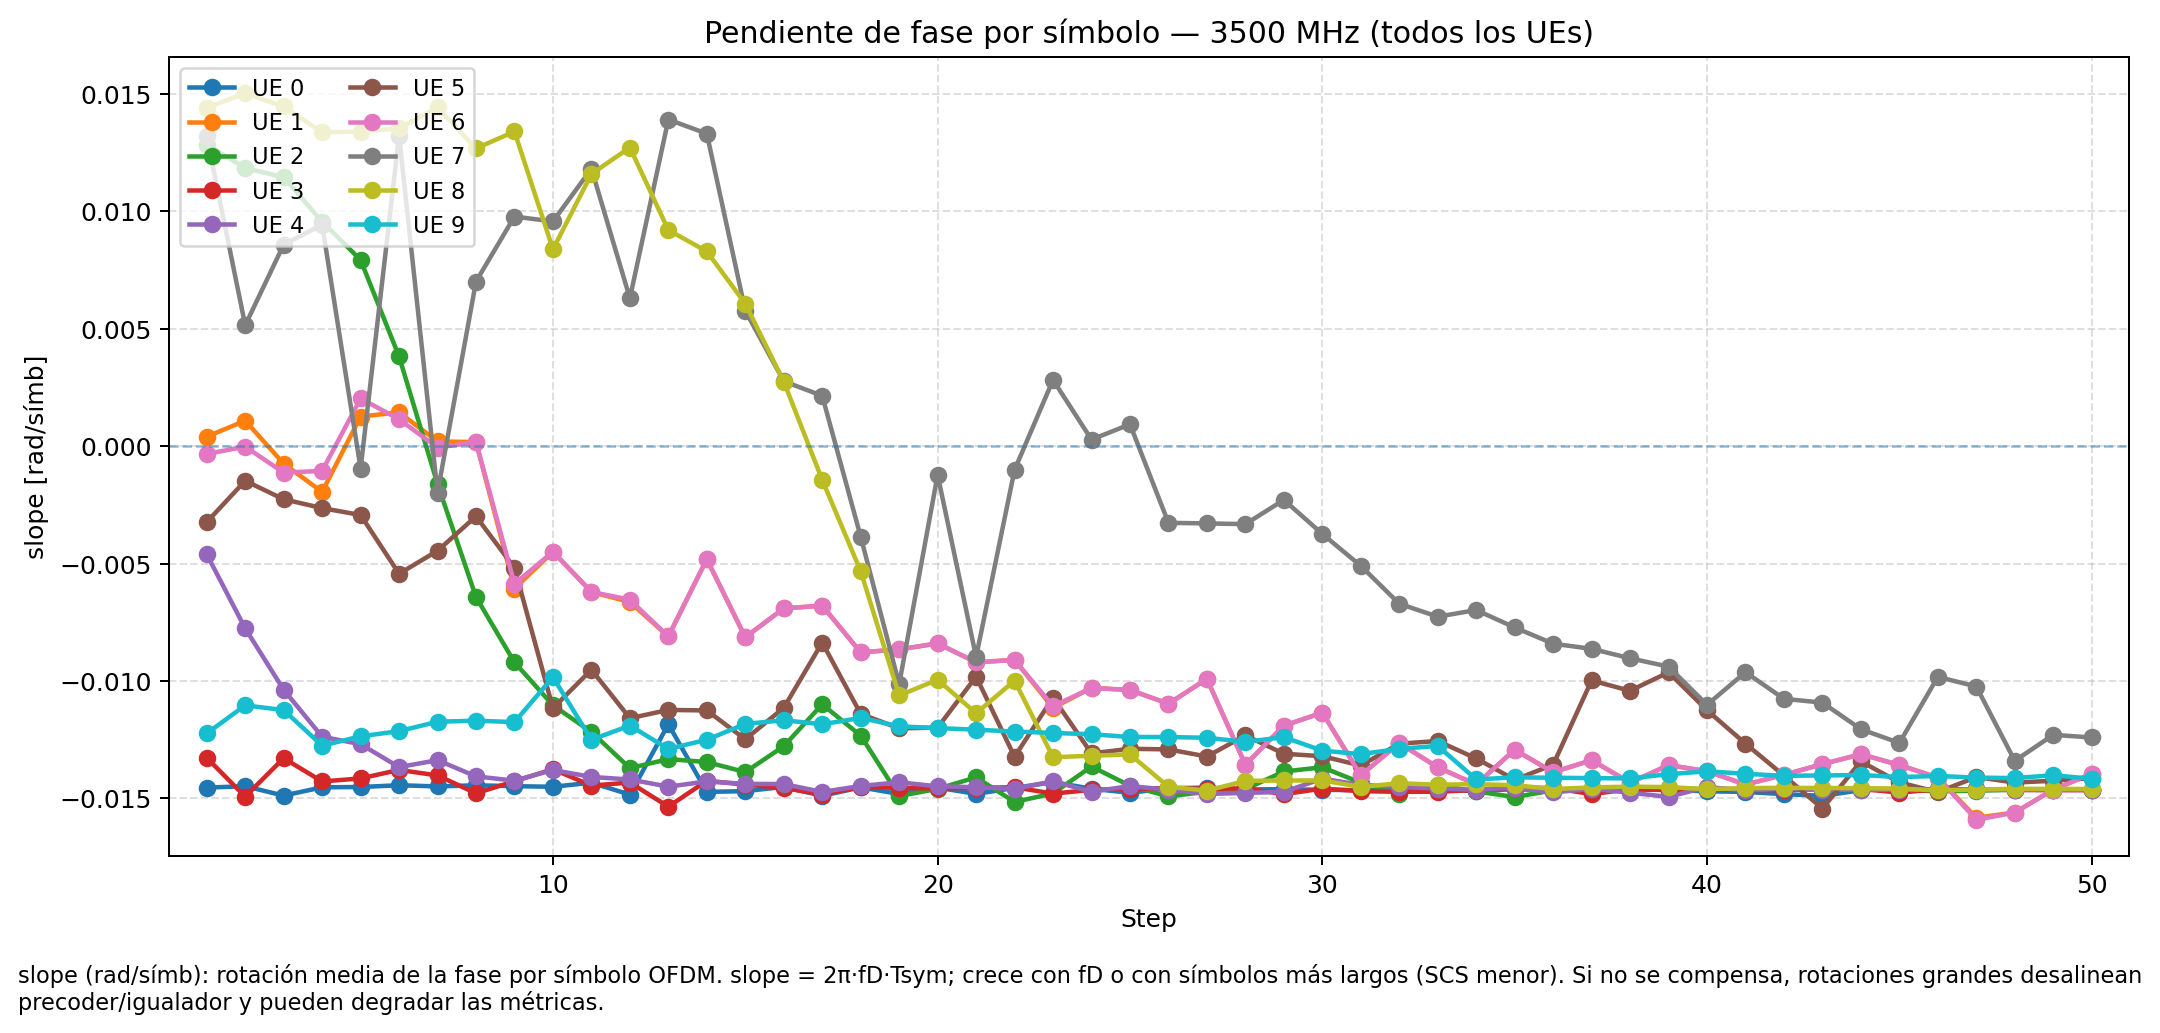 Pendiente de fase por símbolo — 3500 MHz (todos los UEs)
UE 0
UE 1
UE 2
UE 3
UE 4
UE 5
UE 6
UE 7
UE 8
UE 9
slope [rad/símb]
0.015
0.010
0.005
0.000
−0.005
−0.010
−0.015
10
20
30
40
50
Step
slope (rad/símb): rotación media de la fase por símbolo OFDM. slope = 2π·fD·Tsym; crece con fD o con símbolos más largos (SCS menor). Si no se compensa, rotaciones grandes desalinean
precoder/igualador y pueden degradar las métricas.